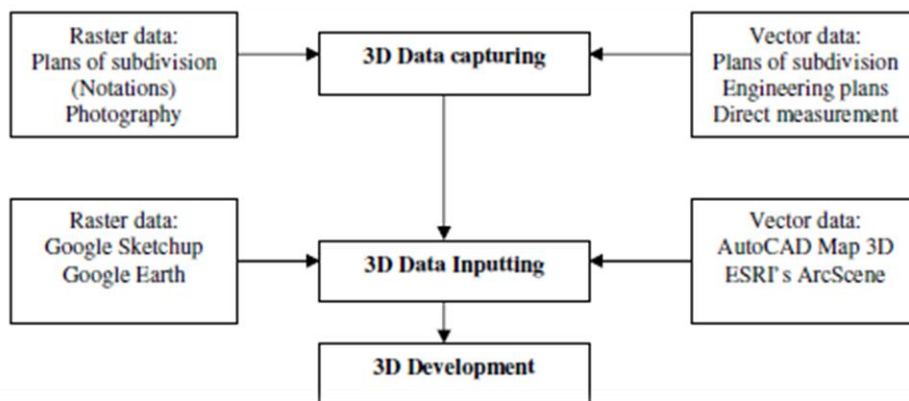 Raster data:
Plans of subdivision
(Notations)
Photography
3D Data capturing
Vector data:
Plans of subdivision
Engineering plans
Direct measurement
Raster data:
Google Sketchup
Google Earth
3D Data Inputting
Vector data:
AutoCAD Map 3D
ESRI's ArcScene
3D Development